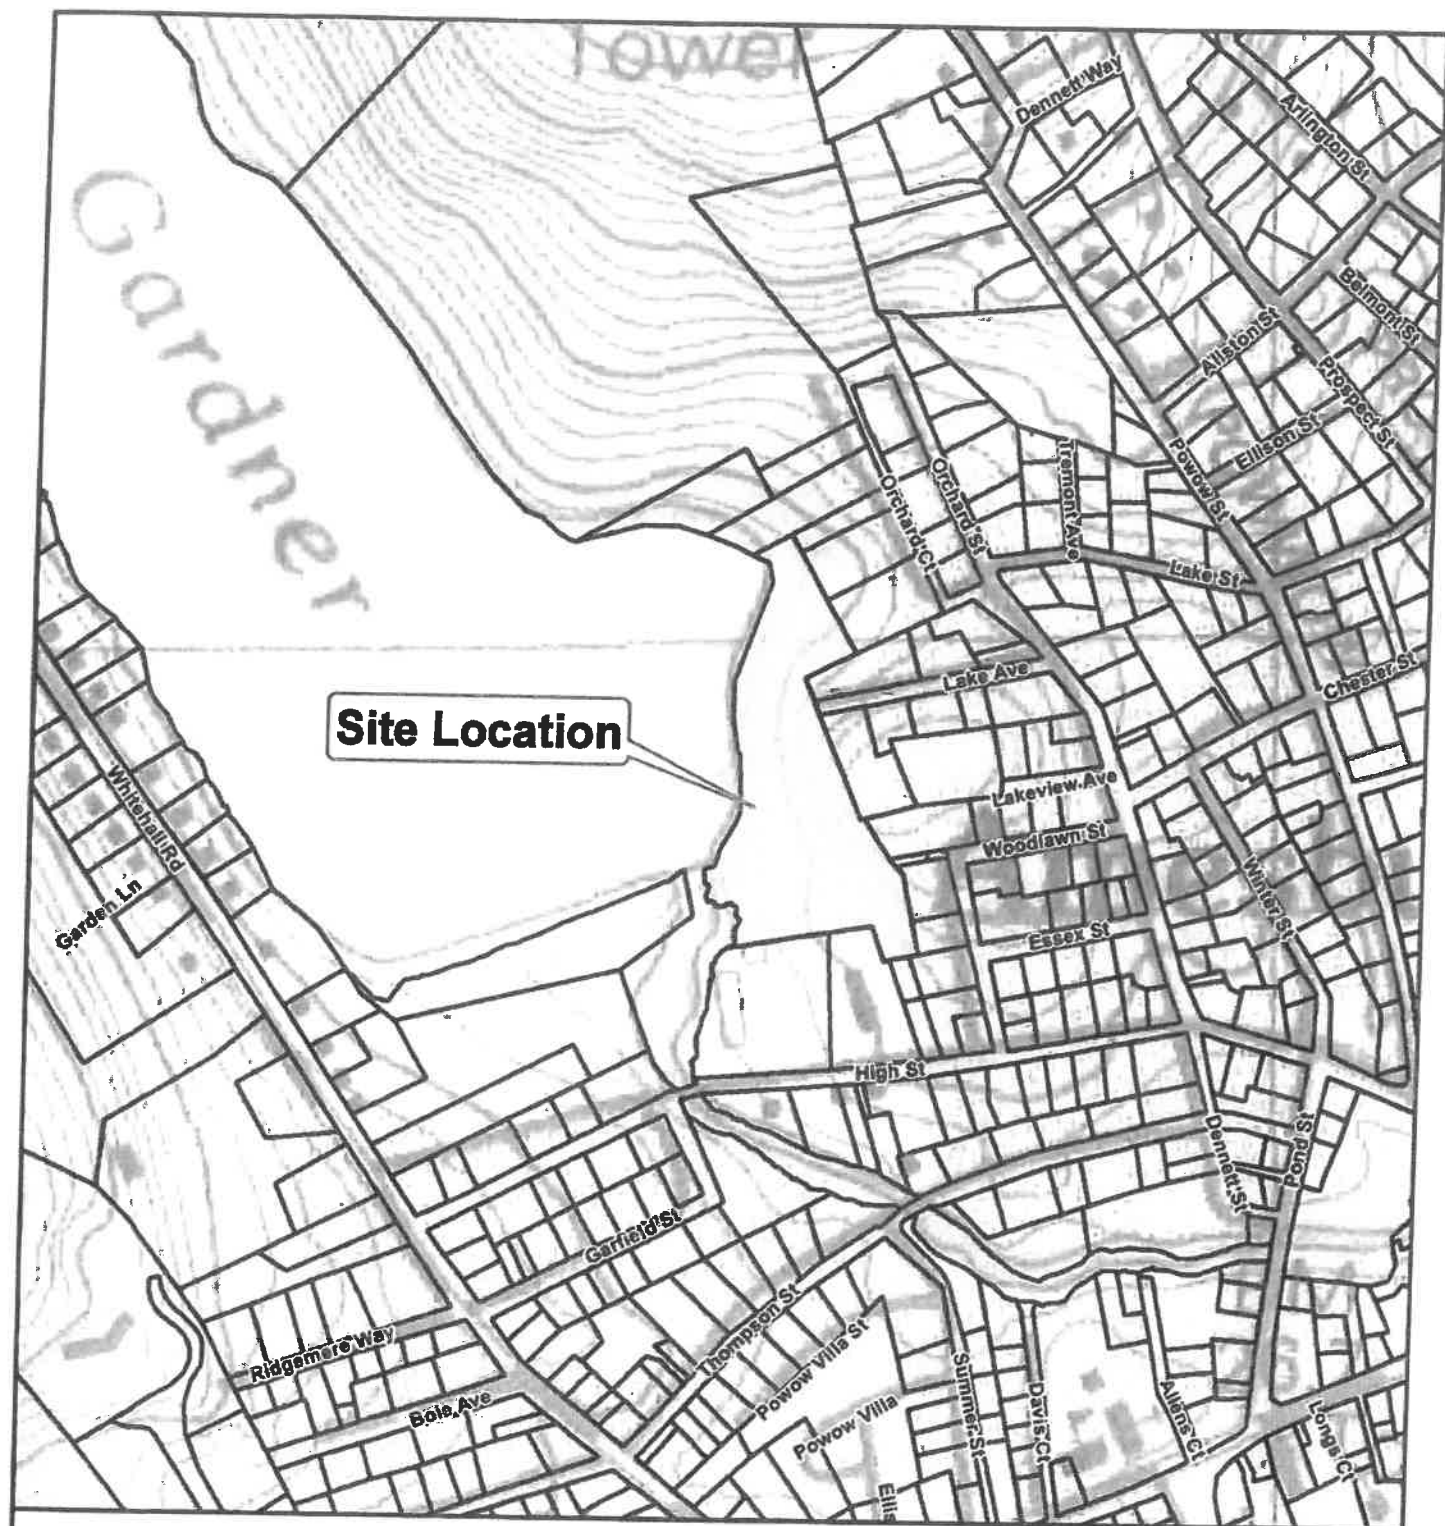 Tower
Dennett Way
Arlington St
Gardner
Belmont St
Allston St
Prospect St
Ellison St
Powow St
Tremont Ave
Orchard St
Orchard Ct
Lake St
Lake Ave
Chester St
Site Location
Lakeview Ave
Whitehall Rd
Woodlawn St
Winter St
Garden Ln
Essex St
High St
Dennett St
Pond St
Garfield St
Thompson St
Powow Villa St
Ridgemere Way
Summer St
Davis Ct
Allens Ct
Longs Ct
Powow Villa